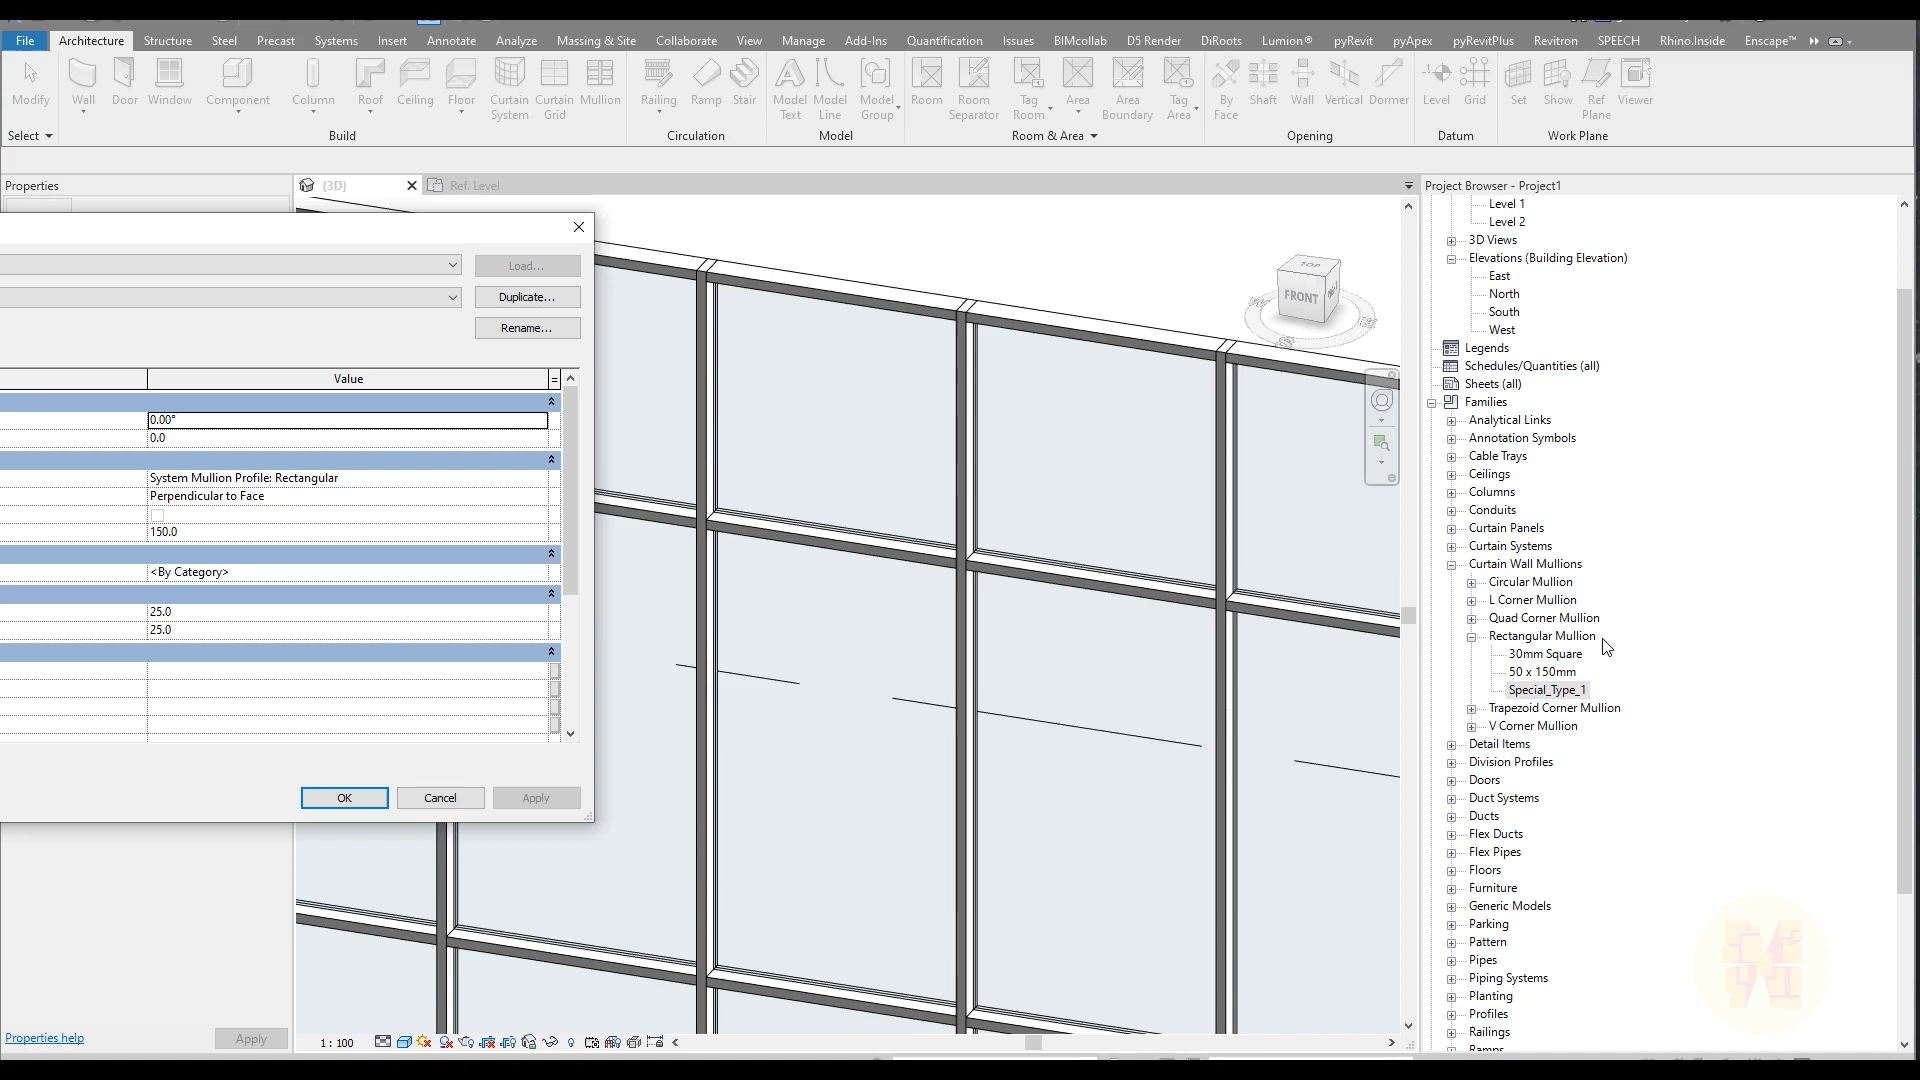 File Architecture Structure Steel Precast Systems Insert Annotate Analyze Massing & Site Collaborate View Manage Add-Ins Quantification Issues BIMcollab D5 Render DiRoots Lumion® pyRevit pyApex pyRevitPlus Revitron SPEECH Rhino.Inside Enscape™
Modify Wall Door Window Component Column Roof Ceiling Floor Curtain System Curtain Grid Mullion Railing Ramp Stair Model Text Model Line Model Group Room Room Separator Tag Room Area Area Boundary Tag Area By Face Shaft Wall Vertical Dormer Level Grid Set Show Ref Plane Viewer
Select Build Circulation Model Room & Area Opening Datum Work Plane
Properties
{3D} Ref. Level
Project Browser - Project1
Load...
Duplicate...
Rename...
Value =
0.00°
0.0
System Mullion Profile: Rectangular
Perpendicular to Face
150.0
<By Category>
25.0
25.0
OK Cancel Apply
Properties help Apply
TOP
FRONT
1 : 100
Level 1
Level 2
3D Views
Elevations (Building Elevation)
East
North
South
West
Legends
Schedules/Quantities (all)
Sheets (all)
Families
Analytical Links
Annotation Symbols
Cable Trays
Ceilings
Columns
Conduits
Curtain Panels
Curtain Systems
Curtain Wall Mullions
Circular Mullion
L Corner Mullion
Quad Corner Mullion
Rectangular Mullion
30mm Square
50 x 150mm
Special_Type_1
Trapezoid Corner Mullion
V Corner Mullion
Detail Items
Division Profiles
Doors
Duct Systems
Ducts
Flex Ducts
Flex Pipes
Floors
Furniture
Generic Models
Parking
Pattern
Pipes
Piping Systems
Planting
Profiles
Railings
Ramps